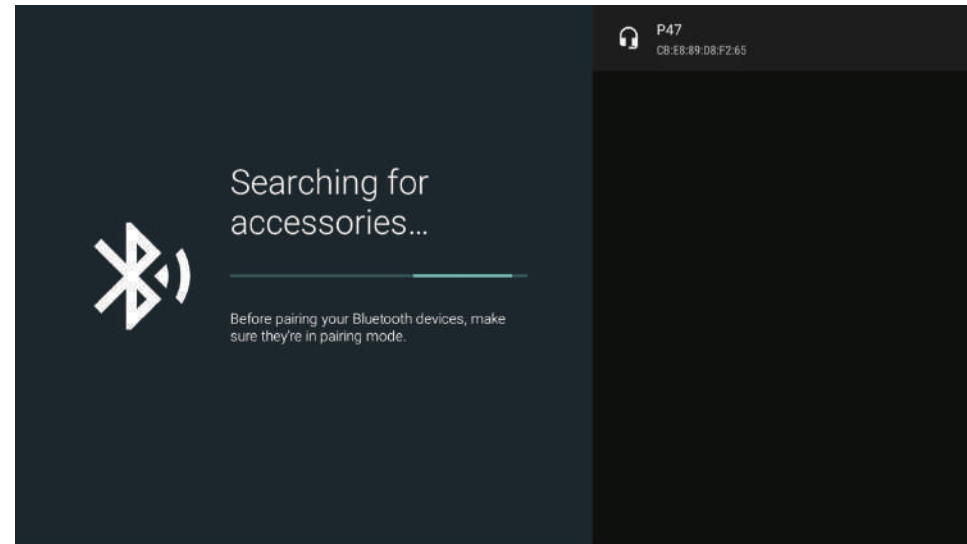 Searching for
accessories...
Before pairing your Bluetooth devices, make
sure they're in pairing mode.
P47
CB:E8:89:D8:F2:65